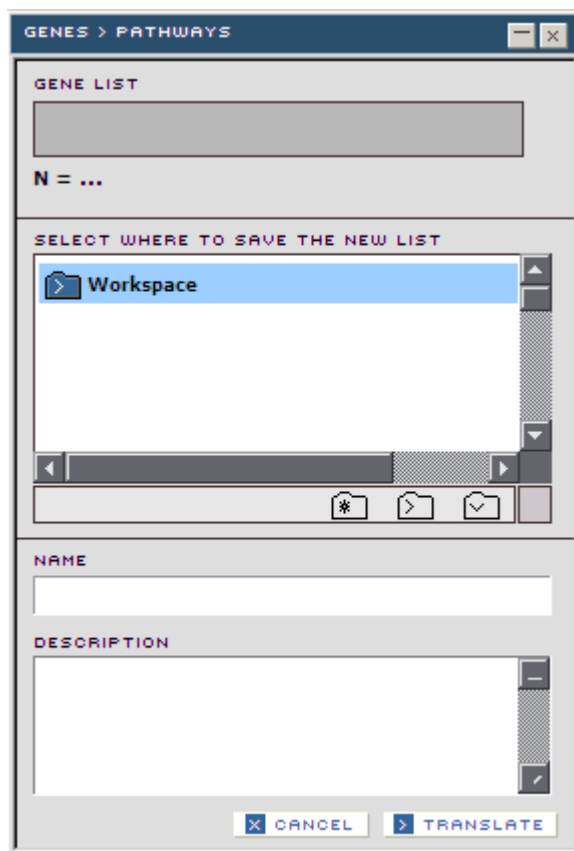 GENES > PATHWAYS
GENE LIST
N = ...
SELECT WHERE TO SAVE THE NEW LIST
Workspace
NAME
DESCRIPTION
CANCEL TRANSLATE